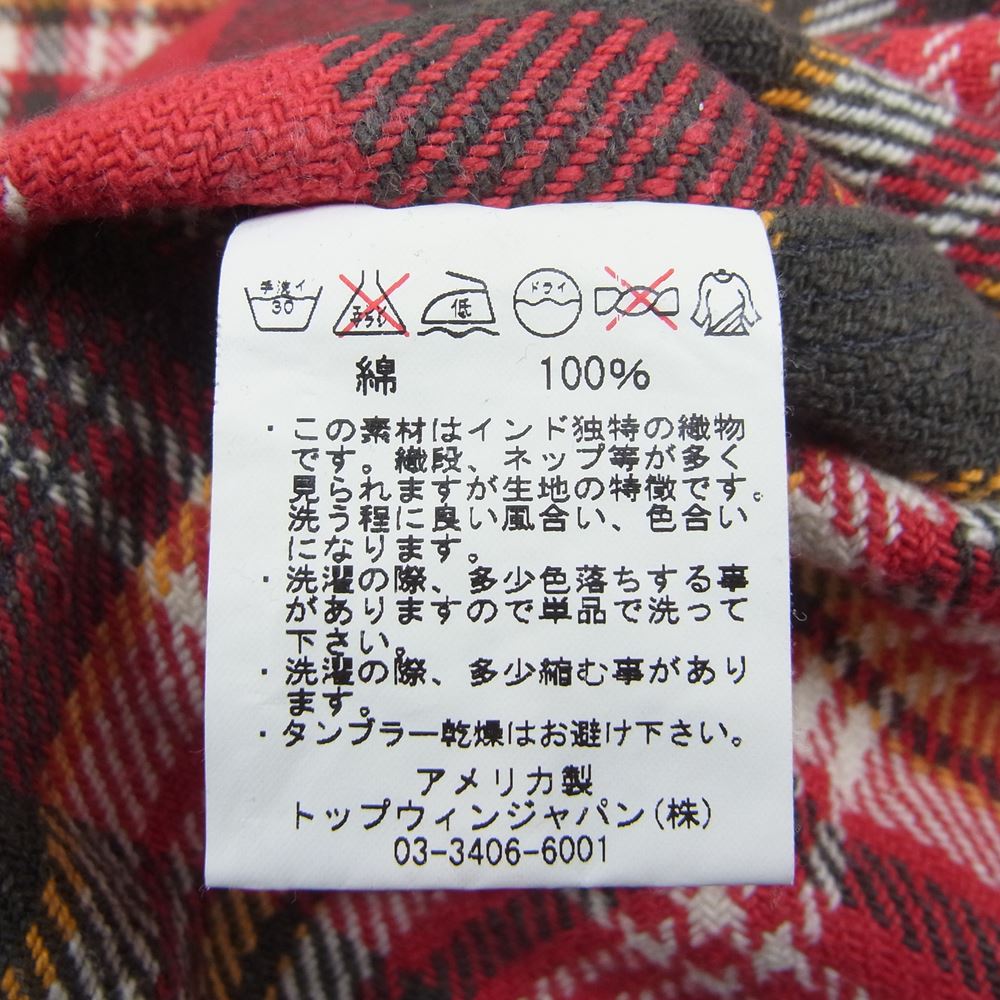 手洗イ
30
エンソ
サラシ
低
ドライ
綿 100%
・この素材はインド独特の織物
です。織段、ネップ等が多く
見られますが生地の特徴です。
洗う程に良い風合い、色合い
になります。
・洗濯の際、多少色落ちする事
がありますので単品で洗って
下さい。
・洗濯の際、多少縮む事があり
ます。
・タンブラー乾燥はお避け下さい。
アメリカ製
トップウィンジャパン(株)
03-3406-6001